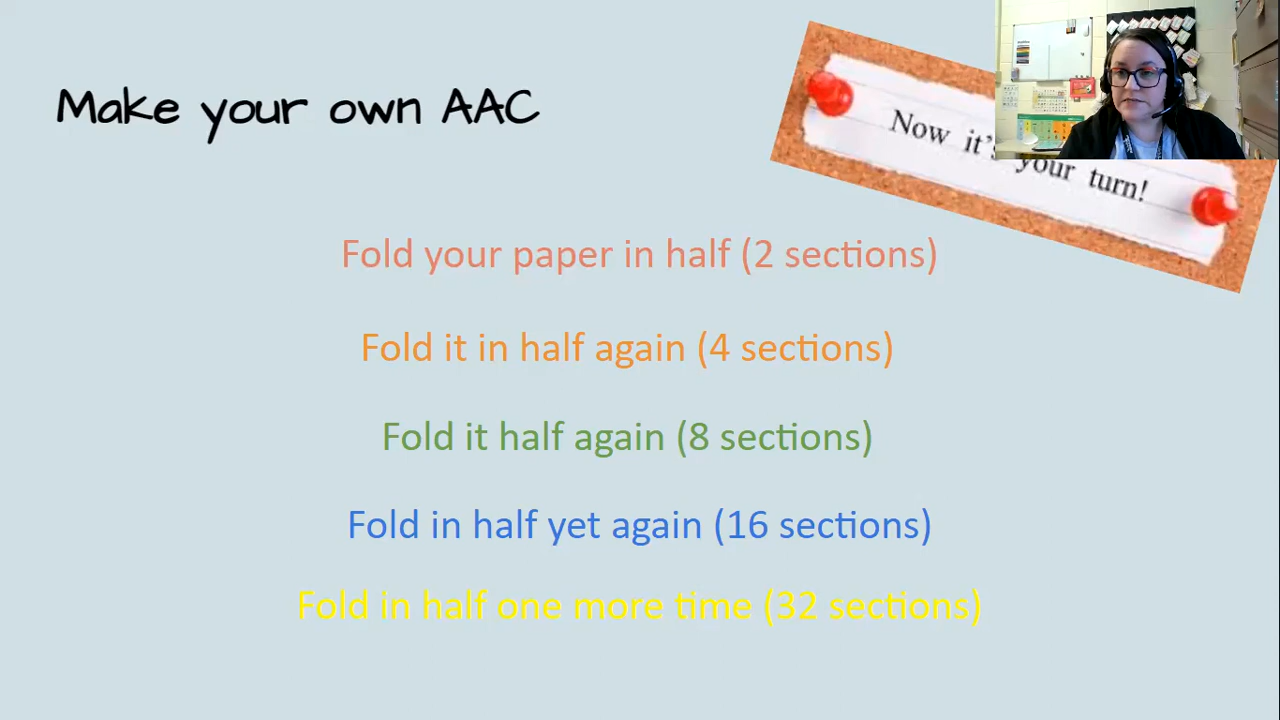 Make your own AAC
Now it's your turn!
Fold your paper in half (2 sections)
Fold it in half again (4 sections)
Fold it half again (8 sections)
Fold in half yet again (16 sections)
Fold in half one more time (32 sections)